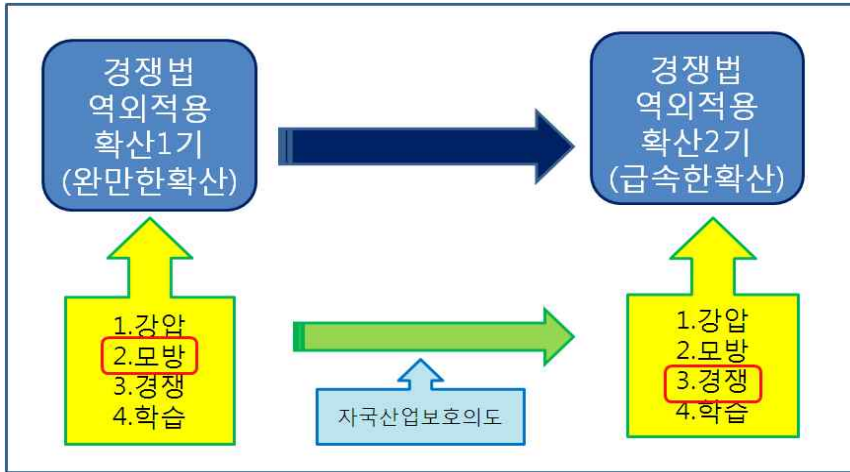 경쟁법
역외적용
확산1기
(완만한확산)
경쟁법
역외적용
확산2기
(급속한확산)
1.강압
2.모방
3.경쟁
4.학습
자국산업보호의도
1.강압
2.모방
3.경쟁
4.학습